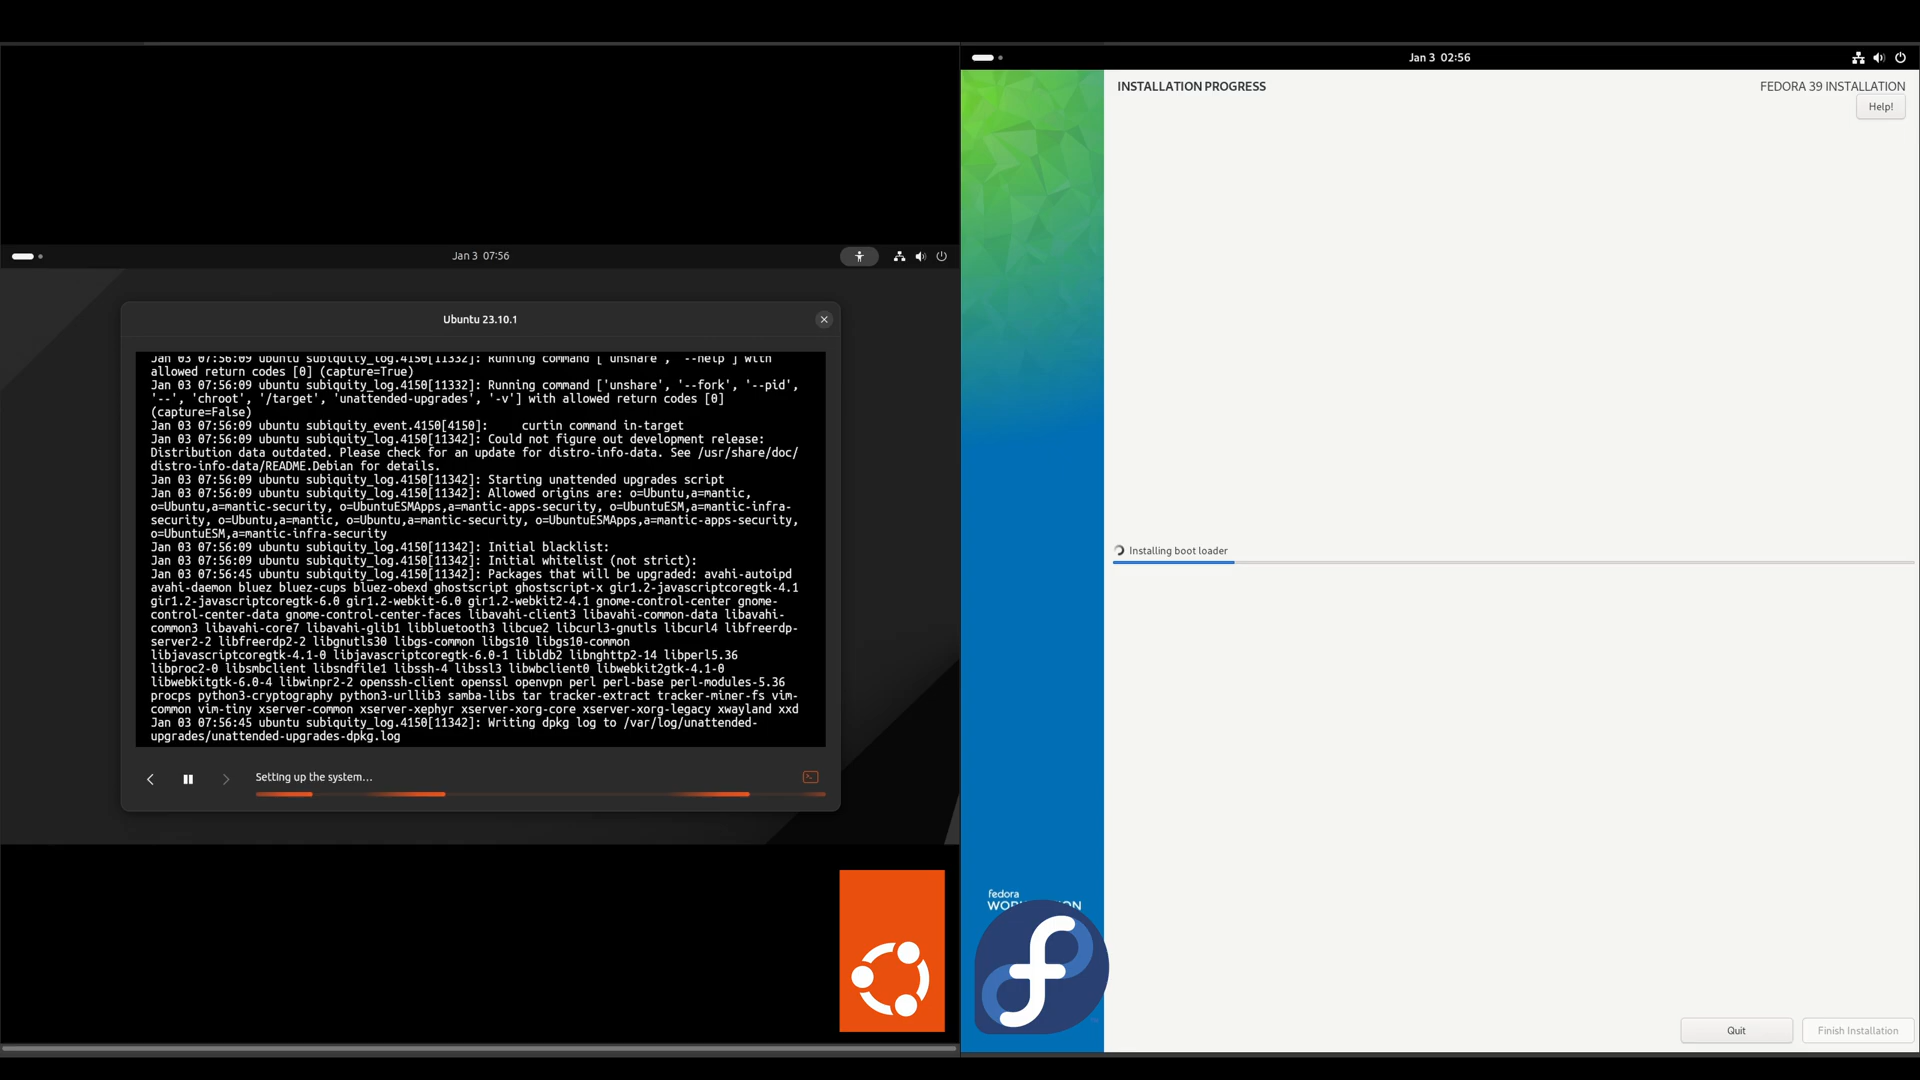 Jan 3 07:56
Ubuntu 23.10.1
Jan 03 07:56:09 ubuntu subiquity_log.4150[11332]: Running command ['unshare', '--help'] with
allowed return codes [0] (capture=True)
Jan 03 07:56:09 ubuntu subiquity_log.4150[11332]: Running command ['unshare', '--fork', '--pid',
'--', 'chroot', '/target', 'unattended-upgrades', '-v'] with allowed return codes [0]
(capture=False)
Jan 03 07:56:09 ubuntu subiquity_event.4150[4150]:     curtin command in-target
Jan 03 07:56:09 ubuntu subiquity_log.4150[11342]: Could not figure out development release:
Distribution data outdated. Please check for an update for distro-info-data. See /usr/share/doc/
distro-info-data/README.Debian for details.
Jan 03 07:56:09 ubuntu subiquity_log.4150[11342]: Starting unattended upgrades script
Jan 03 07:56:09 ubuntu subiquity_log.4150[11342]: Allowed origins are: o=Ubuntu,a=mantic,
o=Ubuntu,a=mantic-security, o=UbuntuESMApps,a=mantic-apps-security, o=UbuntuESM,a=mantic-infra-
security, o=Ubuntu,a=mantic, o=Ubuntu,a=mantic-security, o=UbuntuESMApps,a=mantic-apps-security,
o=UbuntuESM,a=mantic-infra-security
Jan 03 07:56:09 ubuntu subiquity_log.4150[11342]: Initial blacklist:
Jan 03 07:56:09 ubuntu subiquity_log.4150[11342]: Initial whitelist (not strict):
Jan 03 07:56:45 ubuntu subiquity_log.4150[11342]: Packages that will be upgraded: avahi-autoipd
avahi-daemon bluez bluez-cups bluez-obexd ghostscript ghostscript-x gir1.2-javascriptcoregtk-4.1
gir1.2-javascriptcoregtk-6.0 gir1.2-webkit-6.0 gir1.2-webkit2-4.1 gnome-control-center gnome-
control-center-data gnome-control-center-faces libavahi-client3 libavahi-common-data libavahi-
common3 libavahi-core7 libavahi-glib1 libbluetooth3 libcue2 libcurl3-gnutls libcurl4 libfreerdp-
server2-2 libfreerdp2-2 libgnutls30 libgs-common libgs10 libgs10-common
libjavascriptcoregtk-4.1-0 libjavascriptcoregtk-6.0-1 libldb2 libnghttp2-14 libperl5.36
libproc2-0 libsmbclient libsndfile1 libssh-4 libssl3 libwbclient0 libwebkit2gtk-4.1-0
libwebkitgtk-6.0-4 libwinpr2-2 openssh-client openssl openvpn perl perl-base perl-modules-5.36
procps python3-cryptography python3-urllib3 samba-libs tar tracker-extract tracker-miner-fs vim-
common vim-tiny xserver-common xserver-xephyr xserver-xorg-core xserver-xorg-legacy xwayland xxd
Jan 03 07:56:45 ubuntu subiquity_log.4150[11342]: Writing dpkg log to /var/log/unattended-
upgrades/unattended-upgrades-dpkg.log
Setting up the system...
Jan 3 02:56
INSTALLATION PROGRESS
FEDORA 39 INSTALLATION
Help!
Installing boot loader
fedora
Quit
Finish Installation